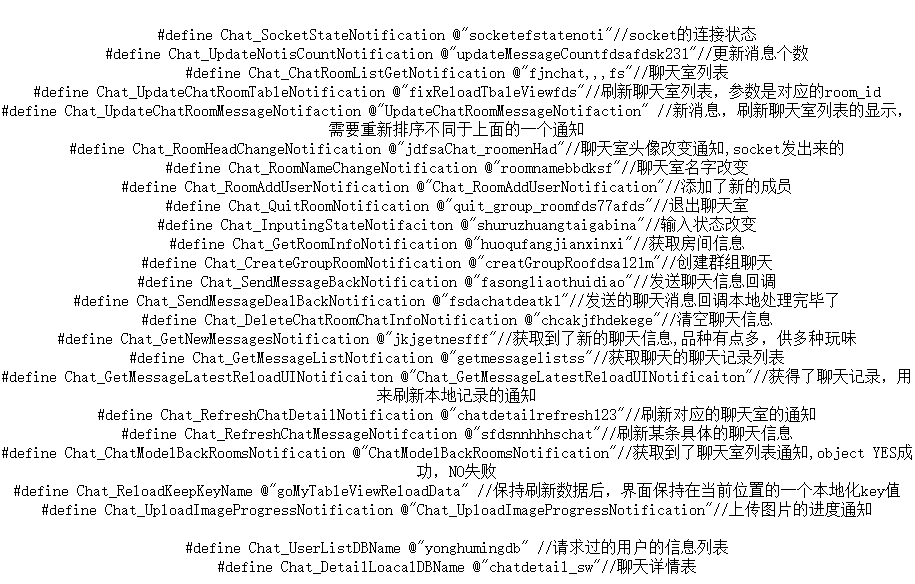 #define Chat_SocketStateNotification @"socketefstatenoti"//socket的连接状态
#define Chat_UpdateNotisCountNotification @"updateMessageCountfdsafdsk231"//更新消息个数
#define Chat_ChatRoomListGetNotification @"fjnchat,,,fs"//聊天室列表
#define Chat_UpdateChatRoomTableNotification @"fixReloadTbaleViewfds"//刷新聊天室列表，参数是对应的room_id
#define Chat_UpdateChatRoomMessageNotifaction @"UpdateChatRoomMessageNotifaction" //新消息，刷新聊天室列表的显示，
需要重新排序不同于上面的一个通知
#define Chat_RoomHeadChangeNotification @"jdfsaChat_roomenHad"//聊天室头像改变通知,socket发出来的
#define Chat_RoomNameChangeNotification @"roomnamebbdksf"//聊天室名字改变
#define Chat_RoomAddUserNotification @"Chat_RoomAddUserNotification"//添加了新的成员
#define Chat_QuitRoomNotification @"quit_group_roomfds77afds"//退出聊天室
#define Chat_InputingStateNotifaciton @"shuruzhuangtaigabina"//输入状态改变
#define Chat_GetRoomInfoNotification @"huoqufangjianxinxi"//获取房间信息
#define Chat_CreateGroupRoomNotification @"creatGroupRoofdsa121m"//创建群组聊天
#define Chat_SendMessageBackNotification @"fasongliaothuidiao"//发送聊天信息回调
#define Chat_SendMessageDealBackNotification @"fsdachatdeatk1"//发送的聊天消息回调本地处理完毕了
#define Chat_DeleteChatRoomChatInfoNotification @"chcakjfhdekege"//清空聊天信息
#define Chat_GetNewMessagesNotification @"jkjgetnesfff"//获取到了新的聊天信息,品种有点多，供多种玩味
#define Chat_GetMessageListNotfication @"getmessagelistss"//获取聊天的聊天记录列表
#define Chat_GetMessageLatestReloadUINotificaiton @"Chat_GetMessageLatestReloadUINotificaiton"//获得了聊天记录，用
来刷新本地记录的通知
#define Chat_RefreshChatDetailNotification @"chatdetailrefresh123"//刷新对应的聊天室的通知
#define Chat_RefreshChatMessageNotifcation @"sfdsnnhhhschat"//刷新某条具体的聊天信息
#define Chat_ChatModelBackRoomsNotification @"ChatModelBackRoomsNotification"//获取到了聊天室列表通知,object YES成
功，NO失败
#define Chat_ReloadKeepKeyName @"goMyTableViewReloadData" //保持刷新数据后，界面保持在当前位置的一个本地化key值
#define Chat_UploadImageProgressNotification @"Chat_UploadImageProgressNotification"//上传图片的进度通知
#define Chat_UserListDBName @"yonghumingdb" //请求过的用户的信息列表
#define Chat_DetailLoacalDBName @"chatdetail_sw"//聊天详情表